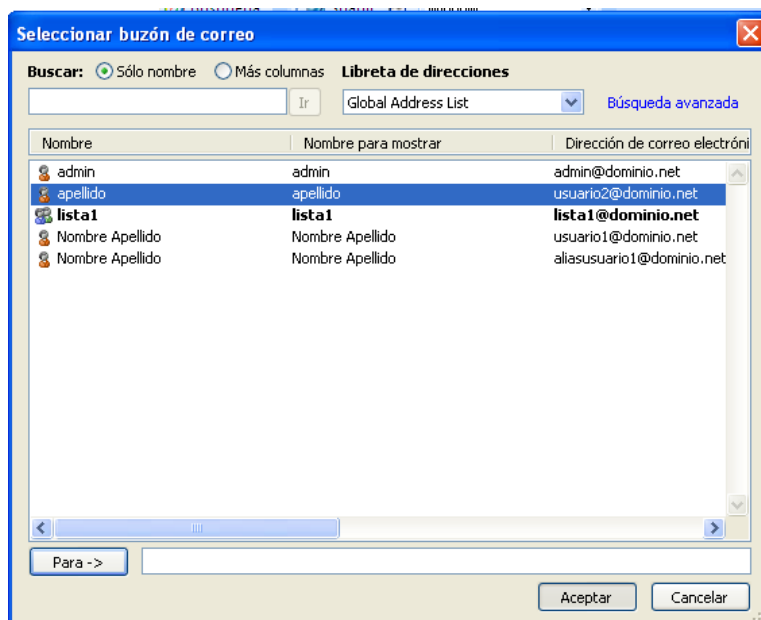 Seleccionar buzón de correo
Buscar: Sólo nombre Más columnas Libreta de direcciones
Ir Global Address List Búsqueda avanzada
Nombre Nombre para mostrar Dirección de correo electróni
admin admin admin@dominio.net
apellido apellido usuario2@dominio.net
lista1 lista1 lista1@dominio.net
Nombre Apellido Nombre Apellido usuario1@dominio.net
Nombre Apellido Nombre Apellido aliasusuario1@dominio.net
Para ->
Aceptar Cancelar